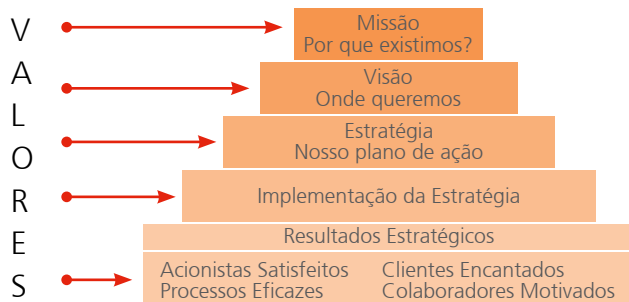 VALORES
Missão
Por que existimos?
Visão
Onde queremos
Estratégia
Nosso plano de ação
Implementação da Estratégia
Resultados Estratégicos
Acionistas Satisfeitos
Processos Eficazes
Clientes Encantados
Colaboradores Motivados